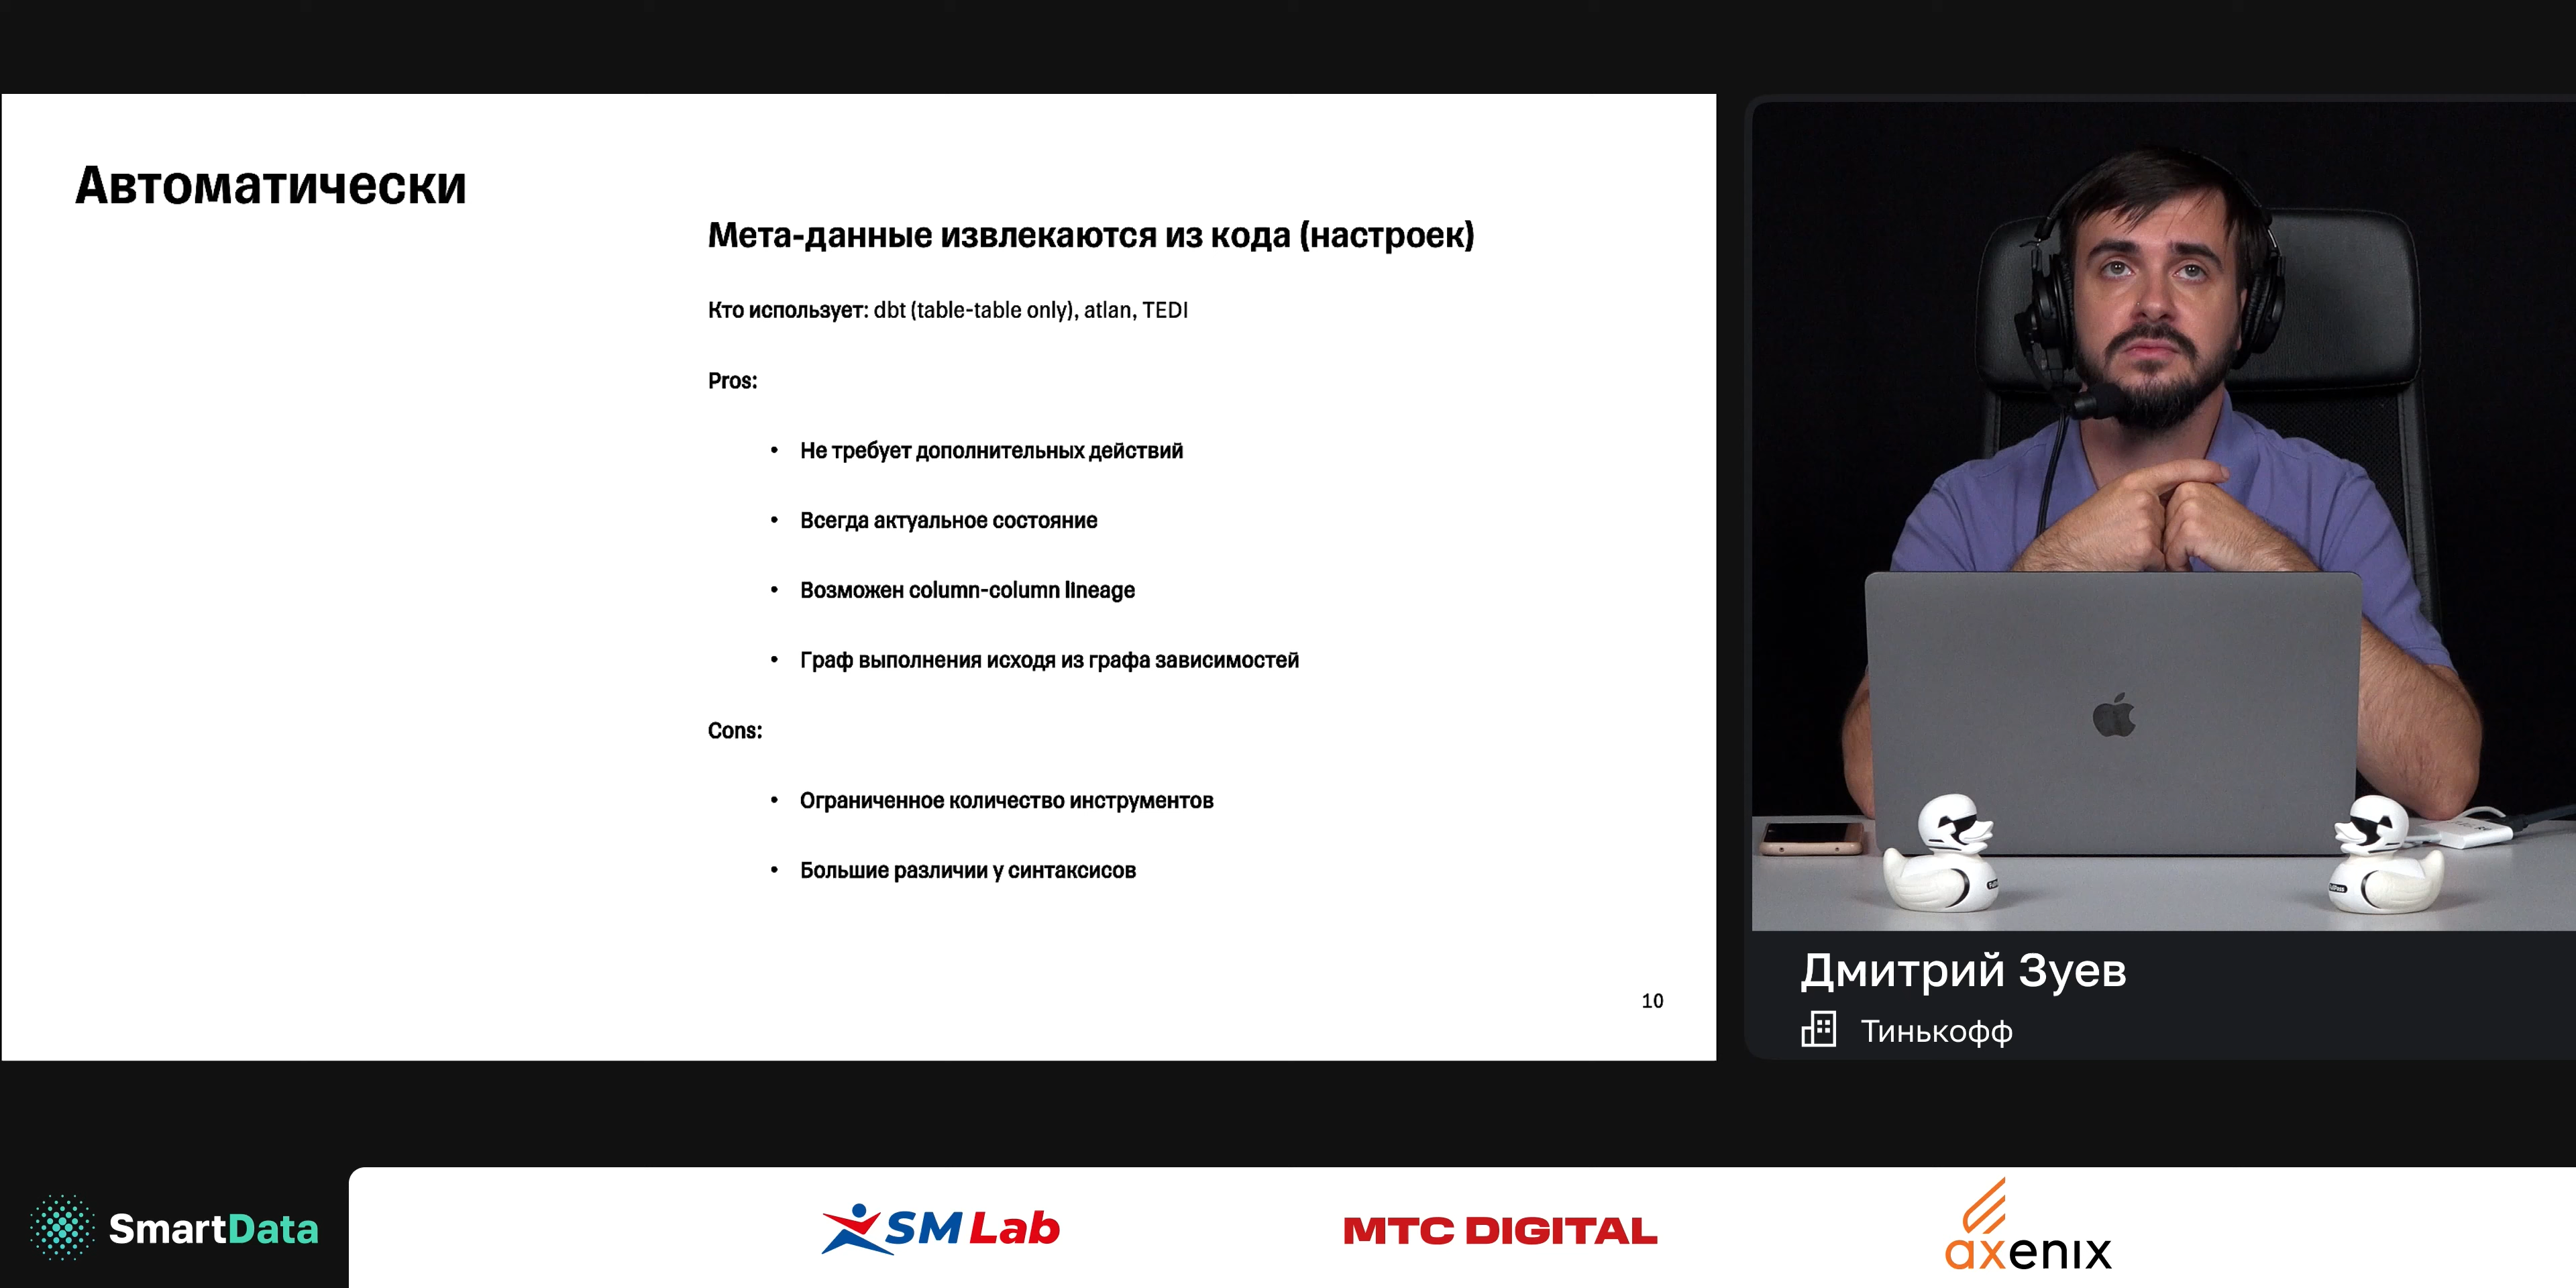 Автоматически
Мета-данные извлекаются из кода (настроек)
Кто использует: dbt (table-table only), atlan, TEDI
Pros:
• Не требует дополнительных действий
• Всегда актуальное состояние
• Возможен column-column lineage
• Граф выполнения исходя из графа зависимостей
Cons:
• Ограниченное количество инструментов
• Большие различии у синтаксисов
10
Дмитрий Зуев
Тинькофф
SmartData
SM Lab
МТС DIGITAL
axenix